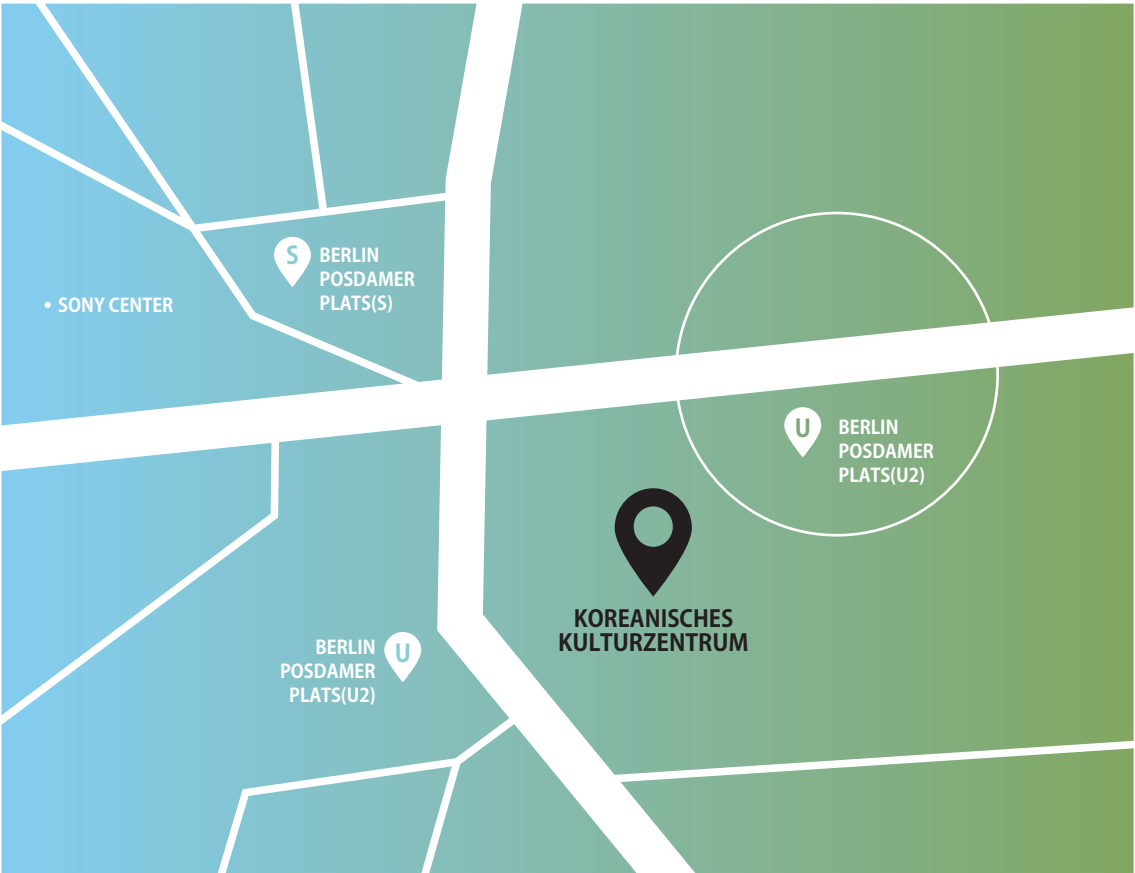 S
BERLIN
POSDAMER
PLATS(S)
• SONY CENTER
U
BERLIN
POSDAMER
PLATS(U2)
KOREANISCHES
KULTURZENTRUM
BERLIN
POSDAMER
PLATS(U2)
U